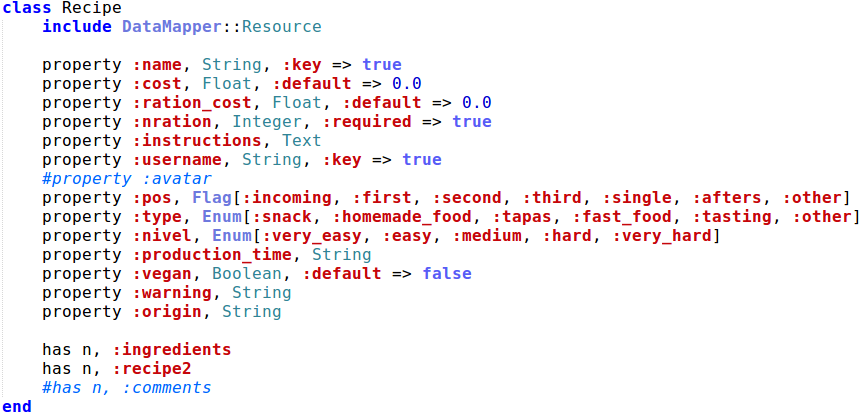 class Recipe
    include DataMapper::Resource

    property :name, String, :key => true
    property :cost, Float, :default => 0.0
    property :ration_cost, Float, :default => 0.0
    property :nration, Integer, :required => true
    property :instructions, Text
    property :username, String, :key => true
    #property :avatar
    property :pos, Flag[:incoming, :first, :second, :third, :single, :afters, :other]
    property :type, Enum[:snack, :homemade_food, :tapas, :fast_food, :tasting, :other]
    property :nivel, Enum[:very_easy, :easy, :medium, :hard, :very_hard]
    property :production_time, String
    property :vegan, Boolean, :default => false
    property :warning, String
    property :origin, String

    has n, :ingredients
    has n, :recipe2
    #has n, :comments
end